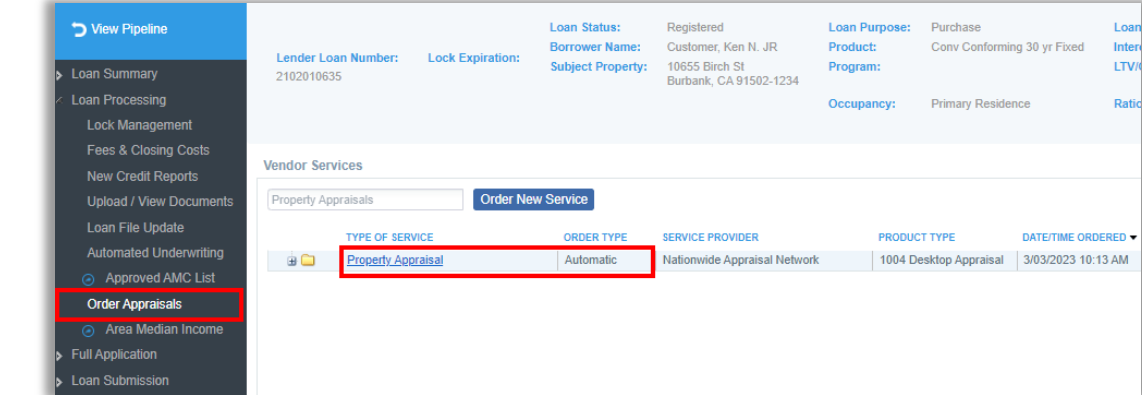 View Pipeline
Loan Summary
Loan Processing
Lock Management
Fees & Closing Costs
New Credit Reports
Upload / View Documents
Loan File Update
Automated Underwriting
Approved AMC List
Order Appraisals
Area Median Income
Full Application
Loan Submission
Lender Loan Number:
2102010635
Lock Expiration:
Loan Status: Registered
Borrower Name: Customer, Ken N. JR
Subject Property: 10655 Birch St
Burbank, CA 91502-1234
Loan Purpose: Purchase
Product: Conv Conforming 30 yr Fixed
Program:
Occupancy: Primary Residence
Loan
LTV/
Vendor Services
Property Appraisals Order New Service
TYPE OF SERVICE ORDER TYPE SERVICE PROVIDER PRODUCT TYPE DATE/TIME ORDERED
Property Appraisal Automatic Nationwide Appraisal Network 1004 Desktop Appraisal 3/03/2023 10:13 AM